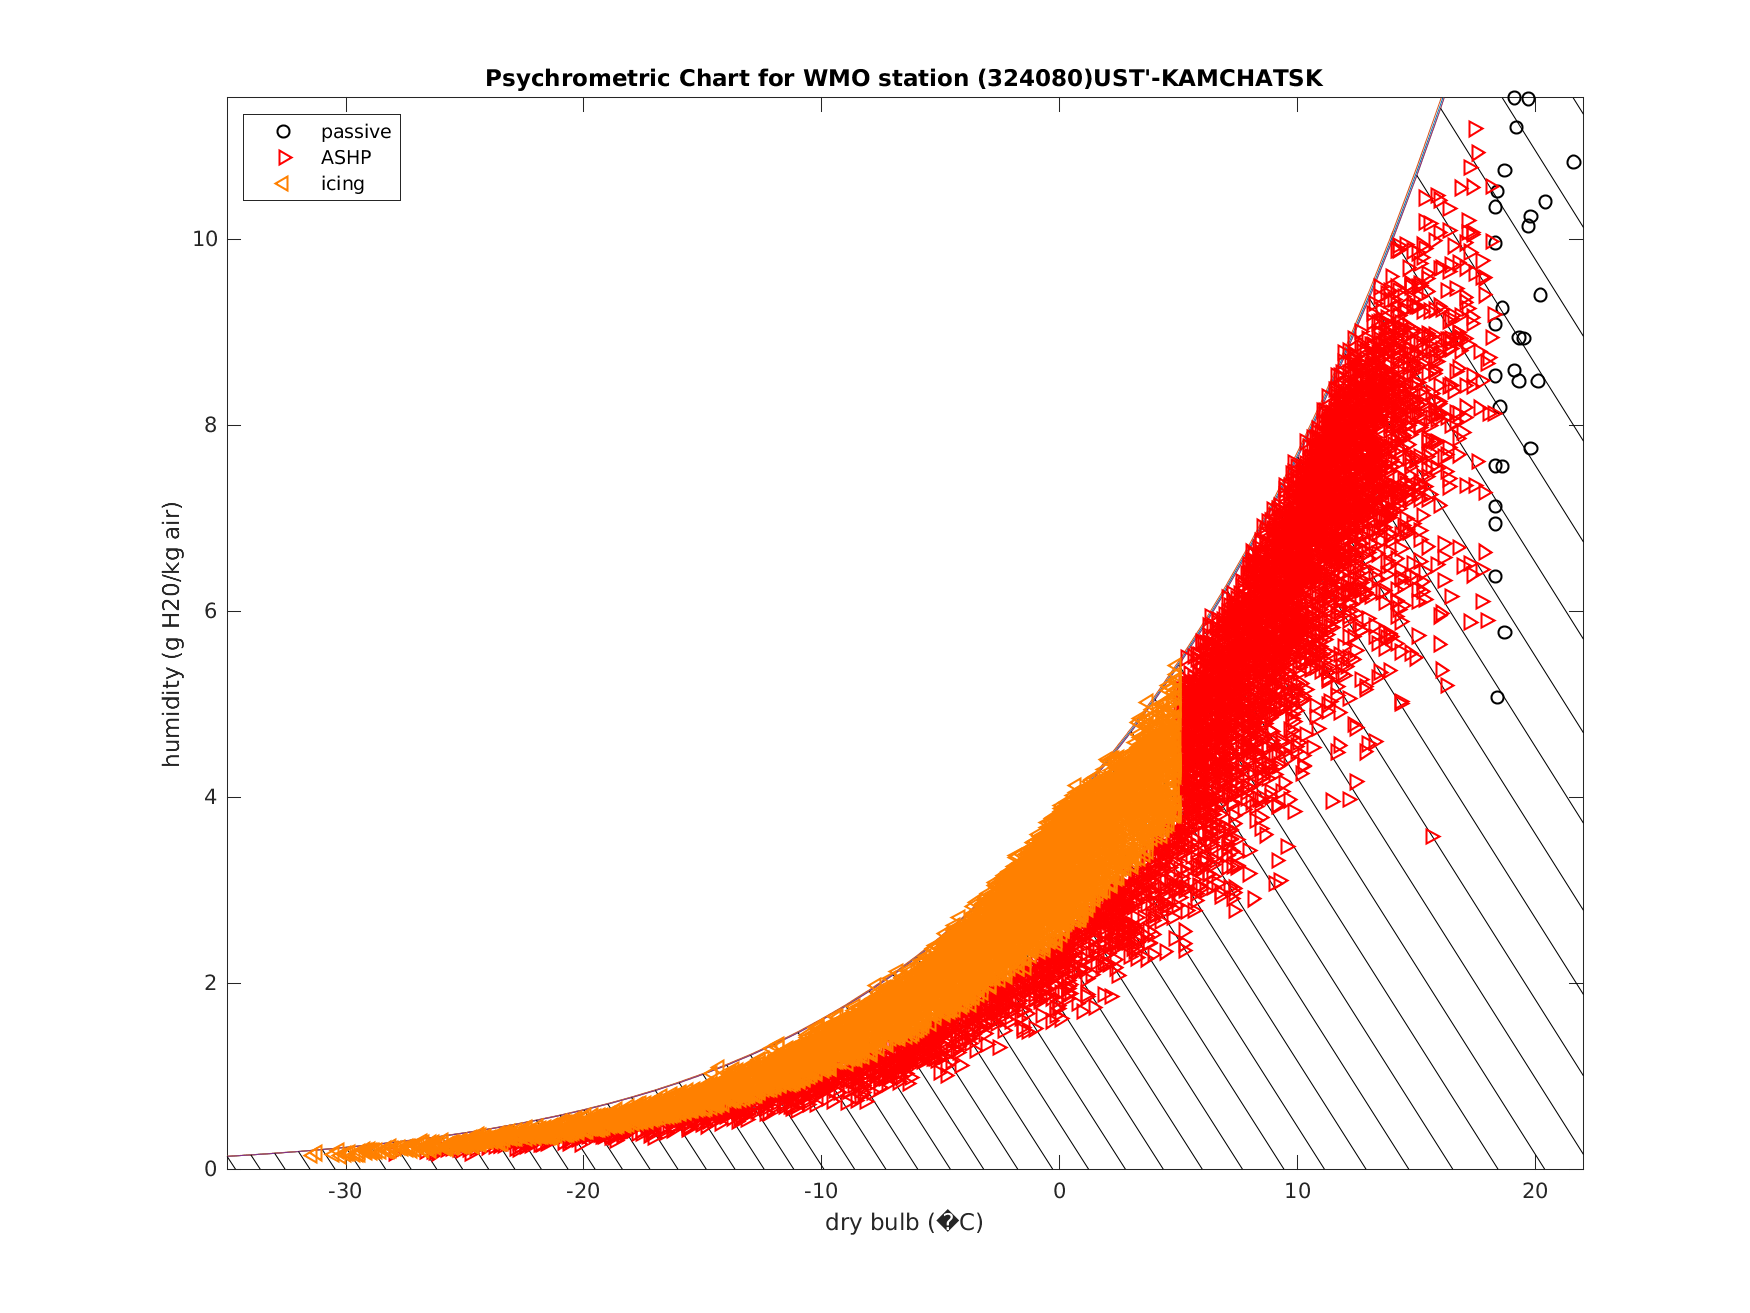 Psychrometric Chart for WMO station (324080)UST'-KAMCHATSK
passive
ASHP
icing
humidity (g H20/kg air)
10
8
6
4
2
0
-30
-20
-10
0
10
20
dry bulb (�C)